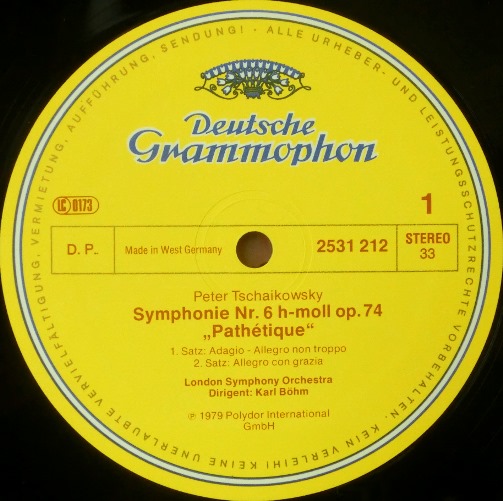 ALLE URHEBER- UND LEISTUNGSSCHUTZRECHTE VORBEHALTEN. KEIN VERLEIH! KEINE UNERLAUBTE VERVIELFÄLTIGUNG, VERMIETUNG, AUFFÜHRUNG, SENDUNG! -
Deutsche
Grammophon
LC 0173
1
D. P..
Made in West Germany
2531 212
STEREO
33
Peter Tschaikowsky
Symphonie Nr. 6 h-moll op. 74
„Pathétique“
1. Satz: Adagio - Allegro non troppo
2. Satz: Allegro con grazia
London Symphony Orchestra
Dirigent: Karl Böhm
℗ 1979 Polydor International
GmbH